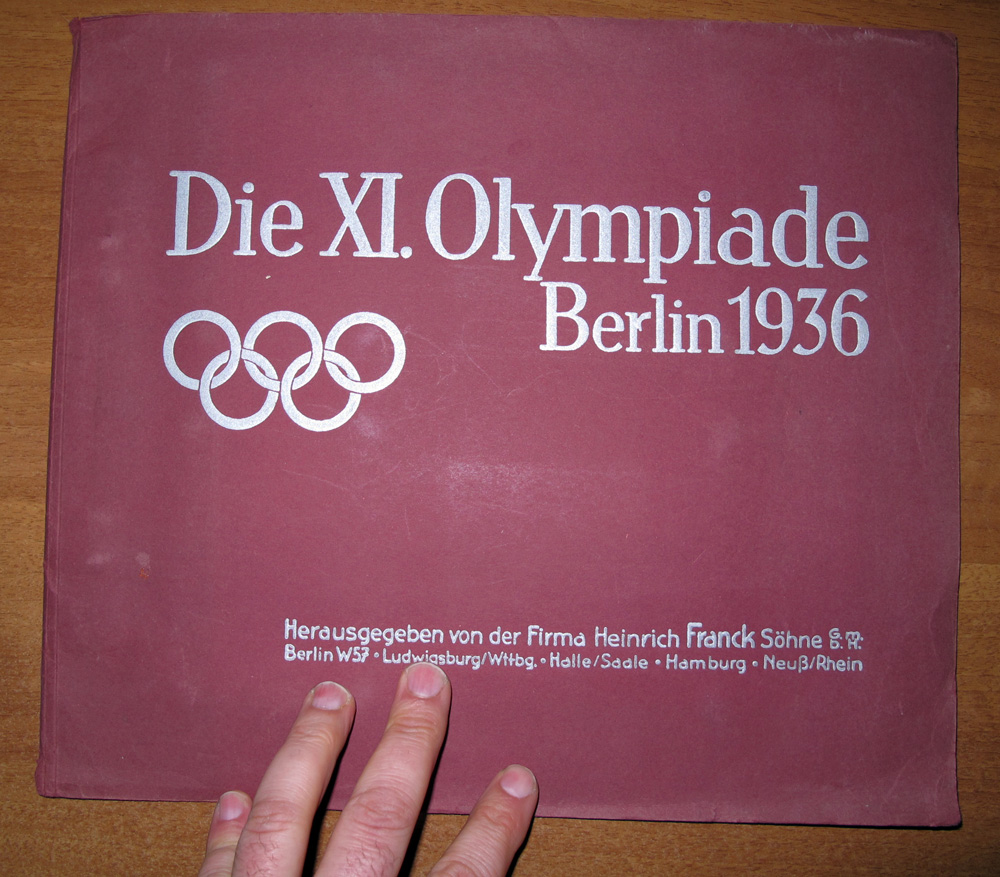 Die XI. Olympiade
Berlin 1936
Herausgegeben von der Firma Heinrich Franck Söhne G.m.b.H.
Berlin W57 • Ludwigsburg/Wttbg. • Halle/Saale • Hamburg • Neuß/Rhein